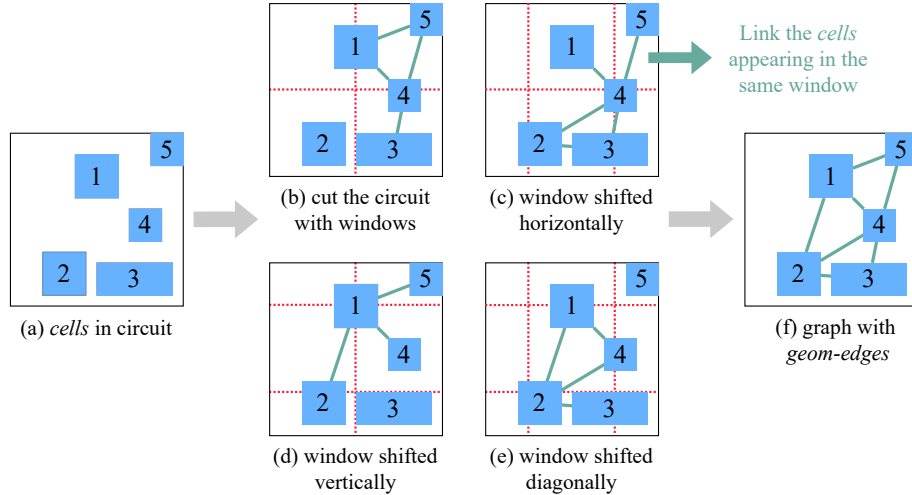 1
5
4
2
3
(b) cut the circuit
with windows
1
5
4
2
3
(c) window shifted
horizontally
Link the cells
appearing in the
same window
1
5
4
2
3
(a) cells in circuit
1
5
4
2
3
(d) window shifted
vertically
1
5
4
2
3
(e) window shifted
diagonally
1
5
4
2
3
(f) graph with
geom-edges